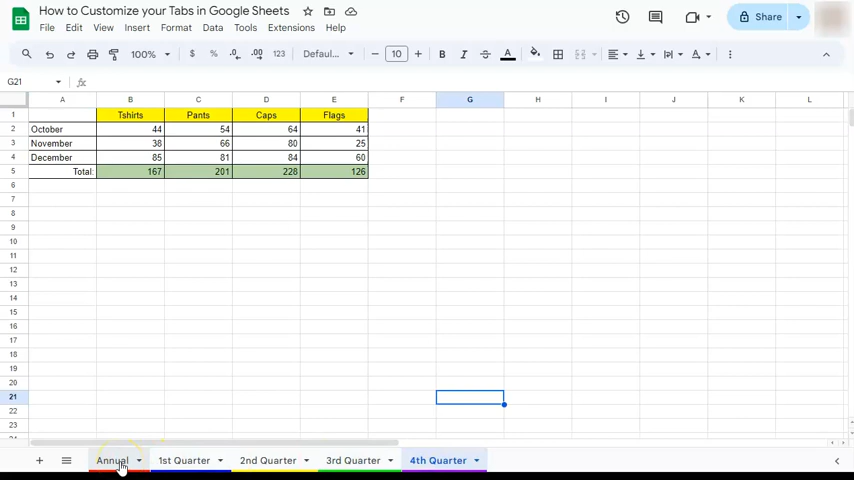 How to Customize your Tabs in Google Sheets
File Edit View Insert Format Data Tools Extensions Help
Share
100% $ % .0 .00 123 Defaul... − 10 + B I A
G21 fx
A B C D E F G H I J K L
1 Tshirts Pants Caps Flags
2 October 44 54 64 41
3 November 38 66 80 25
4 December 85 81 84 60
5 Total: 167 201 228 126
6
7
8
9
10
11
12
13
14
15
16
17
18
19
20
21
22
23
+ Annual 1st Quarter 2nd Quarter 3rd Quarter 4th Quarter